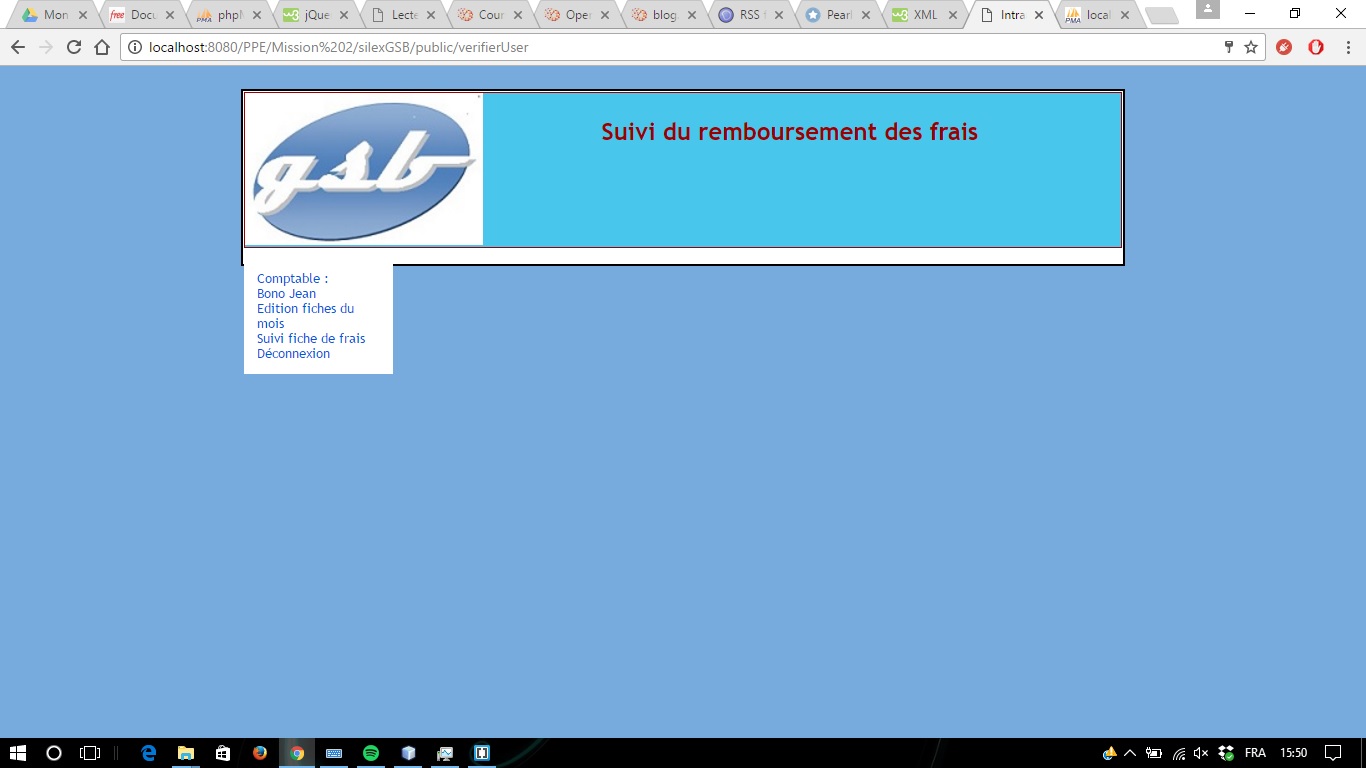 Mon
Docu
phpM
jQue
Lecte
Cour
Oper
blog.
RSS
Pearl
XML
Intra
local
localhost:8080/PPE/Mission%202/silexGSB/public/verifierUser
gsb
Suivi du remboursement des frais
Comptable :
Bono Jean
Edition fiches du
mois
Suivi fiche de frais
Déconnexion
FRA
15:50